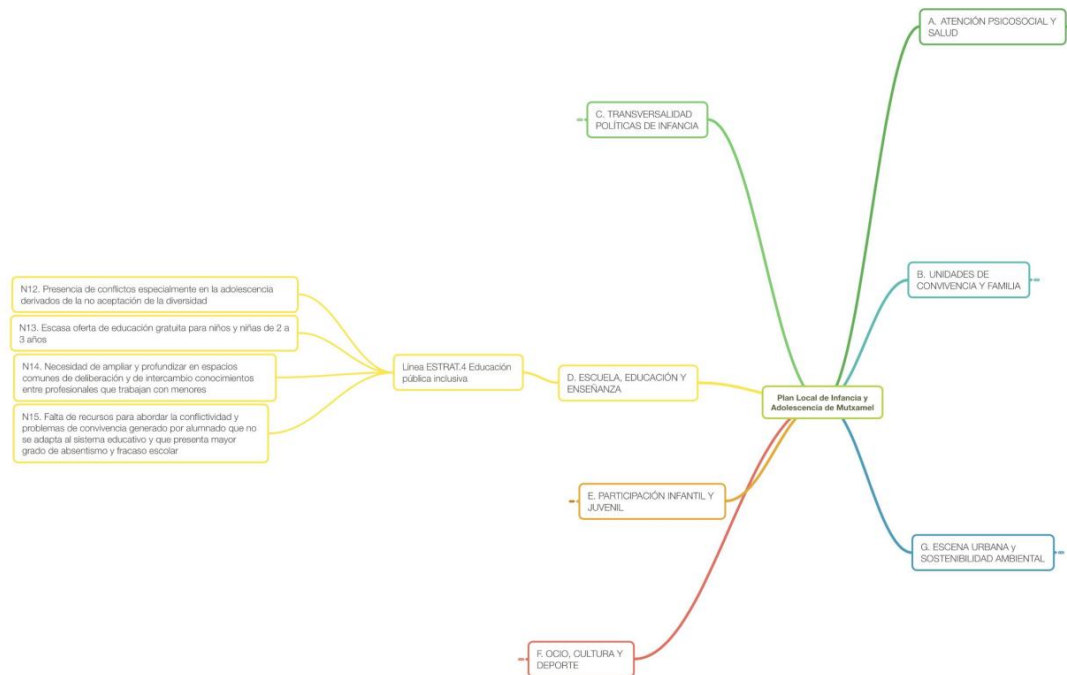 A. ATENCIÓN PSICOSOCIAL Y
SALUD
C. TRANSVERSALIDAD
POLÍTICAS DE INFANCIA
B. UNIDADES DE
CONVIVENCIA Y FAMILIA
N12. Presencia de conflictos especialmente en la adolescencia
derivados de la no aceptación de la diversidad
N13. Escasa oferta de educación gratuita para niños y niñas de 2 a
3 años
N14. Necesidad de ampliar y profundizar en espacios
comunes de deliberación y de intercambio conocimientos
entre profesionales que trabajan con menores
N15. Falta de recursos para abordar la conflictividad y
problemas de convivencia generado por alumnado que no
se adapta al sistema educativo y que presenta mayor
grado de absentismo y fracaso escolar
Línea ESTRAT.4 Educación
pública inclusiva
D. ESCUELA, EDUCACIÓN Y
ENSEÑANZA
Plan Local de Infancia y
Adolescencia de Mutxamel
E. PARTICIPACIÓN INFANTIL Y
JUVENIL
G. ESCENA URBANA y
SOSTENIBILIDAD AMBIENTAL
F. OCIO, CULTURA Y
DEPORTE